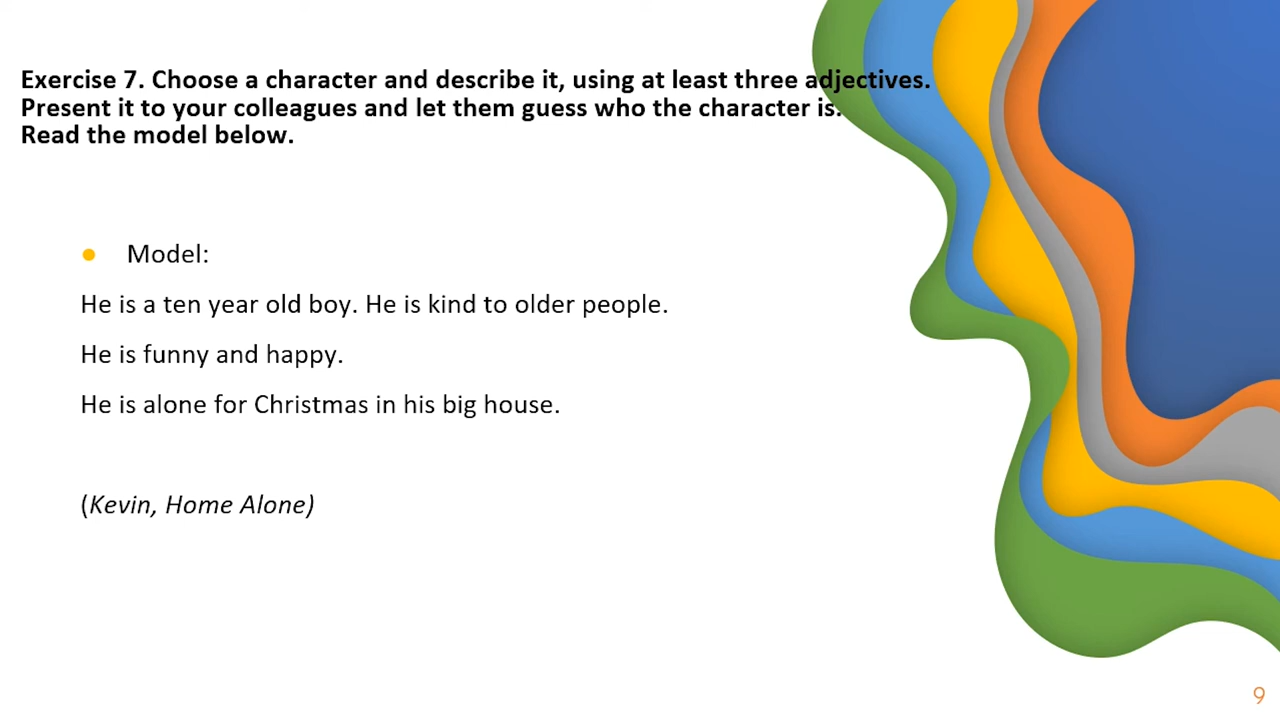 Exercise 7. Choose a character and describe it, using at least three adjectives.
Present it to your colleagues and let them guess who the character is.
Read the model below.
● Model:
He is a ten year old boy. He is kind to older people.
He is funny and happy.
He is alone for Christmas in his big house.
(Kevin, Home Alone)
9